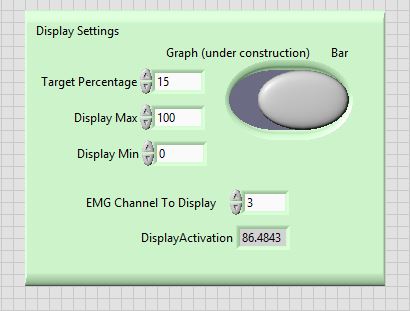 Display Settings
Graph (under construction) Bar
Target Percentage 15
Display Max 100
Display Min 0
EMG Channel To Display 3
DisplayActivation 86.4843